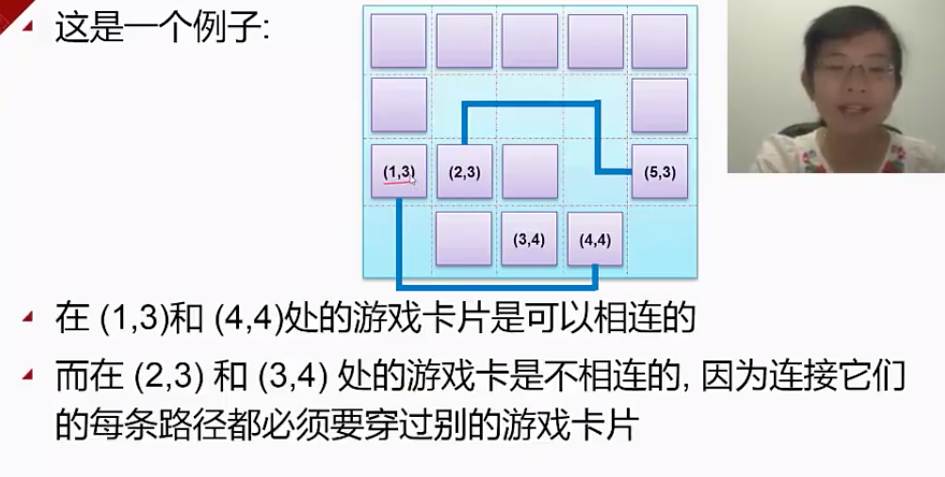 这是一个例子:
(1,3) (2,3) (5,3)
(3,4) (4,4)
在 (1,3)和 (4,4)处的游戏卡片是可以相连的
而在 (2,3) 和 (3,4) 处的游戏卡是不相连的, 因为连接它们
的每条路径都必须要穿过别的游戏卡片